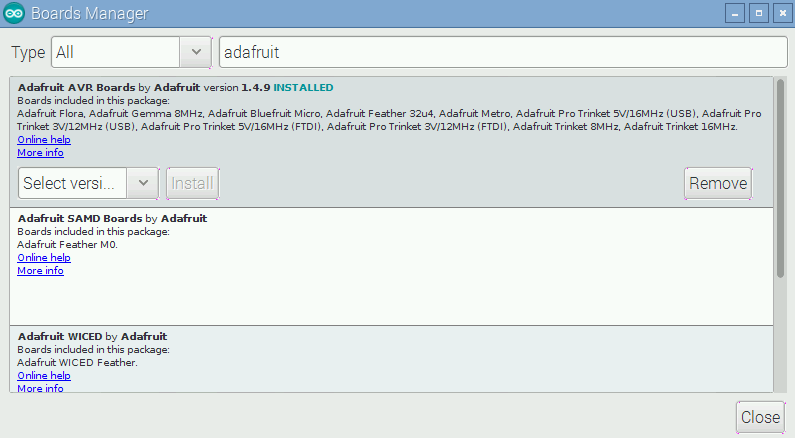 Boards Manager
Type All adafruit
Adafruit AVR Boards by Adafruit version 1.4.9 INSTALLED
Boards included in this package:
Adafruit Flora, Adafruit Gemma 8MHz, Adafruit Bluefruit Micro, Adafruit Feather 32u4, Adafruit Metro, Adafruit Pro Trinket 5V/16MHz (USB), Adafruit Pro
Trinket 3V/12MHz (USB), Adafruit Pro Trinket 5V/16MHz (FTDI), Adafruit Pro Trinket 3V/12MHz (FTDI), Adafruit Trinket 8MHz, Adafruit Trinket 16MHz.
Online help
More info
Select versi... Install Remove
Adafruit SAMD Boards by Adafruit
Boards included in this package:
Adafruit Feather M0.
Online help
More info
Adafruit WICED by Adafruit
Boards included in this package:
Adafruit WICED Feather.
Online help
More info
Close